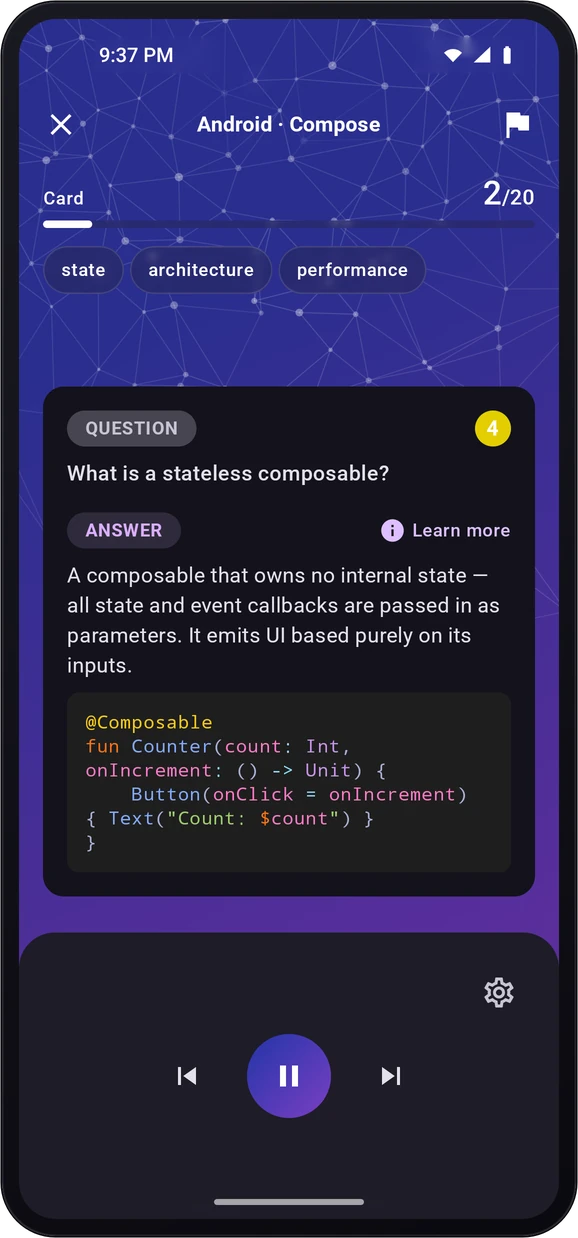 9:37 PM
Android · Compose
Card
2/20
state
architecture
performance
QUESTION
4
What is a stateless composable?
ANSWER
Learn more
A composable that owns no internal state —
all state and event callbacks are passed in as
parameters. It emits UI based purely on its
inputs.
@Composable
fun Counter(count: Int,
onIncrement: () -> Unit) {
    Button(onClick = onIncrement)
{ Text("Count: $count") }
}